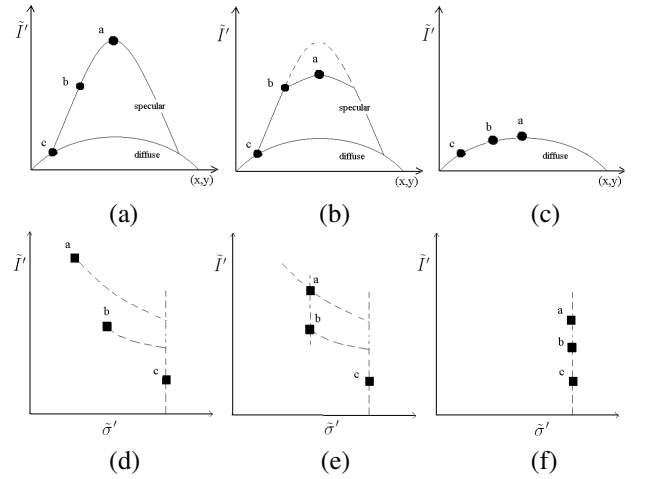 Ĩ′ a b c specular diffuse (x,y)
Ĩ′ a b c specular diffuse (x,y)
Ĩ′ a b c diffuse (x,y)
(a) (b) (c)
Ĩ′ a b c σ̃′
Ĩ′ a b c σ̃′
Ĩ′ a b c σ̃′
(d) (e) (f)